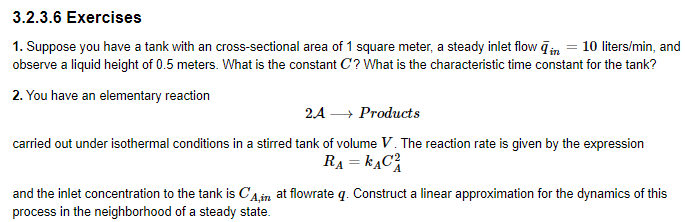 3.2.3.6 Exercises
1. Suppose you have a tank with an cross-sectional area of 1 square meter, a steady inlet flow q̄_in = 10 liters/min, and
observe a liquid height of 0.5 meters. What is the constant C? What is the characteristic time constant for the tank?
2. You have an elementary reaction
2A ⟶ Products
carried out under isothermal conditions in a stirred tank of volume V. The reaction rate is given by the expression
R_A = k_A C_A^2
and the inlet concentration to the tank is C_{A,in} at flowrate q. Construct a linear approximation for the dynamics of this
process in the neighborhood of a steady state.